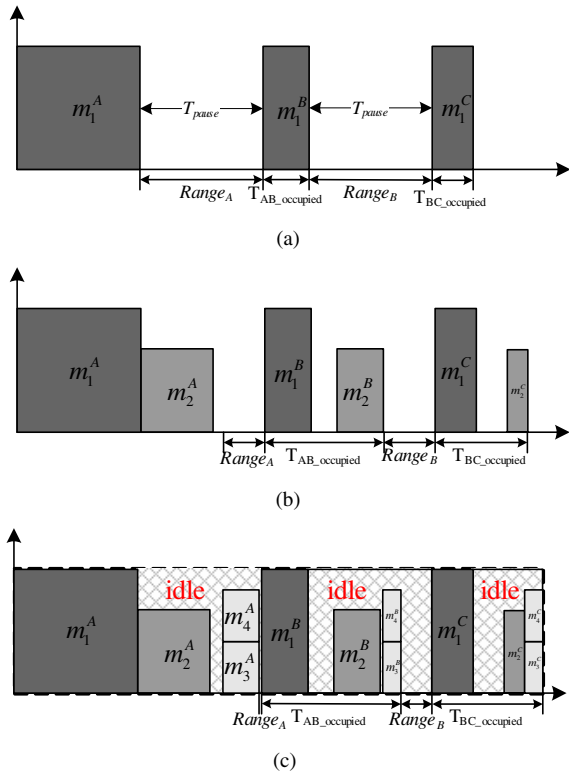 m_1^A
T_pause
m_1^B
T_pause
m_1^C
Range_A
T_AB_occupied
Range_B
T_BC_occupied
(a)
m_1^A
m_2^A
m_1^B
m_2^B
m_1^C
m_2^C
Range_A
T_AB_occupied
Range_B
T_BC_occupied
(b)
idle
idle
idle
m_1^A
m_2^A
m_4^A
m_3^A
m_1^B
m_2^B
m_4^B
m_3^B
m_1^C
m_2^C
m_4^C
m_3^C
Range_A
T_AB_occupied
Range_B
T_BC_occupied
(c)